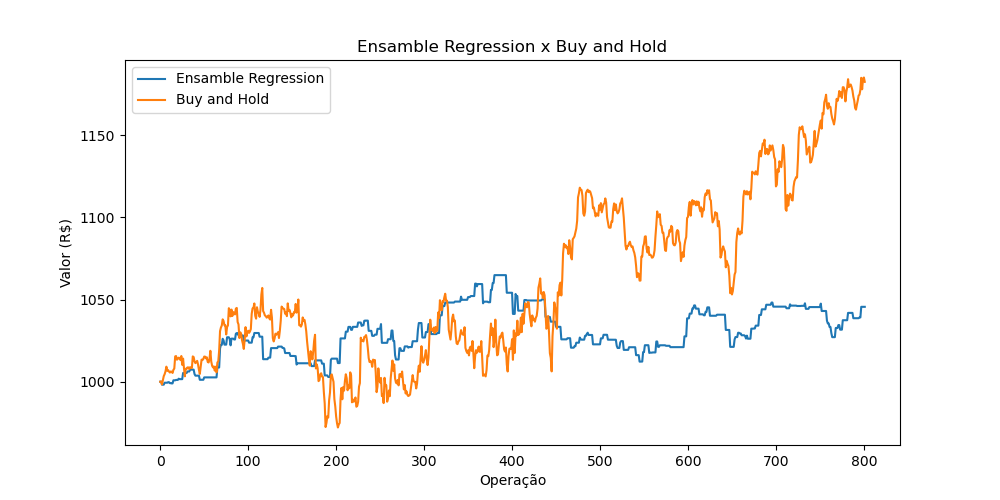 Ensamble Regression x Buy and Hold
Ensamble Regression
Buy and Hold
Valor (R$)
1150
1100
1050
1000
0 100 200 300 400 500 600 700 800
Operação